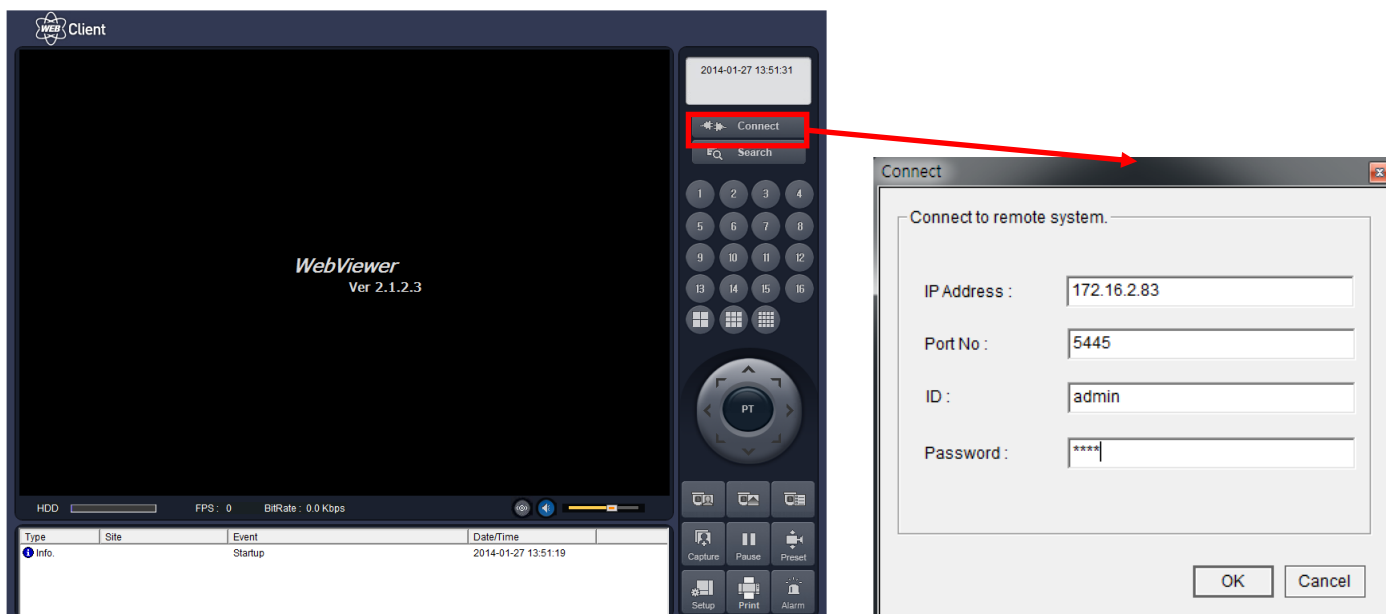 WEB Client
2014-01-27 13:51:31
Connect
Search
1 2 3 4
5 6 7 8
9 10 11 12
13 14 15 16
WebViewer
Ver 2.1.2.3
PT
HDD FPS : 0 BitRate : 0.0 Kbps
Type Site Event Date/Time
Info. Startup 2014-01-27 13:51:19
Capture Pause Preset
Setup Print Alarm
Connect
Connect to remote system.
IP Address : 172.16.2.83
Port No : 5445
ID : admin
Password : ****
OK Cancel